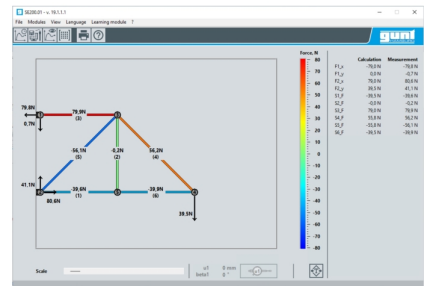 SE200.01 - v. 19.1.1.1
File Modules View Language Learning module ?
gunt
Force, N
80
70
60
50
40
30
20
10
0
-10
-20
-30
-40
-50
-60
-70
-80
Calculation Measurement
F1_x -79,0 N -79,8 N
F1_y 0,0 N -0,7 N
F2_x 79,0 N 80,6 N
F2_y 39,5 N 41,1 N
S1_F -39,5 N -39,6 N
S2_F -0,0 N -0,2 N
S3_F 79,0 N 79,9 N
S4_F 55,8 N 56,2 N
S5_F -55,8 N -56,1 N
S6_F -39,5 N -39,9 N
79,8N
0,7N
79,9N
(3)
-56,1N
(5)
-0,2N
(2)
56,2N
(4)
41,1N
80,6N
-39,6N
(1)
-39,9N
(6)
39,5N
Scale
a1 0 mm
beta1 0 °